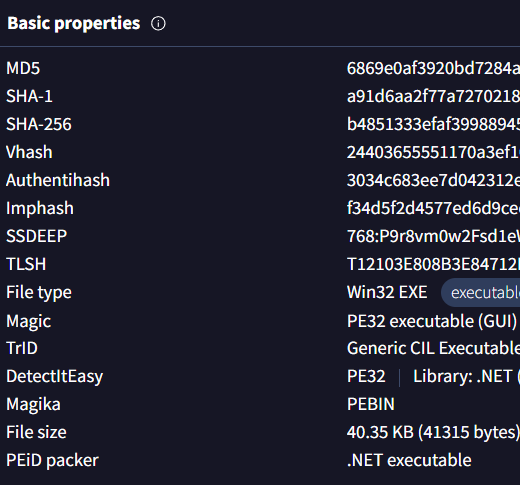 Basic properties
MD5 6869e0af3920bd7284a
SHA-1 a91d6aa2f77a7270218
SHA-256 b4851333efaf39988945
Vhash 24403655551170a3ef1
Authentihash 3034c683ee7d042312e
Imphash f34d5f2d4577ed6d9cee
SSDEEP 768:P9r8vm0w2Fsd1eW
TLSH T12103E808B3E84712
File type Win32 EXE executable
Magic PE32 executable (GUI)
TrID Generic CIL Executable
DetectItEasy PE32 | Library: .NET (
Magika PEBIN
File size 40.35 KB (41315 bytes)
PEiD packer .NET executable